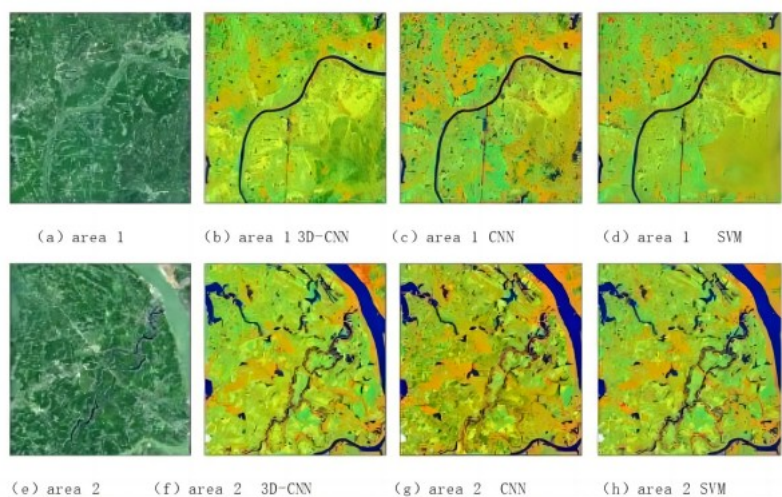 (a) area 1 (b) area 1 3D-CNN (c) area 1 CNN (d) area 1 SVM
(e) area 2 (f) area 2 3D-CNN (g) area 2 CNN (h) area 2 SVM